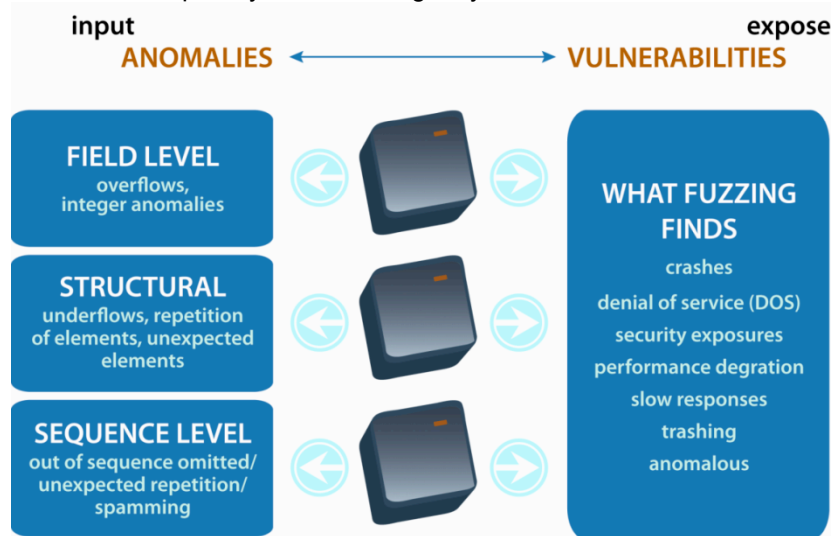 input
expose
ANOMALIES
VULNERABILITIES
FIELD LEVEL
overflows,
integer anomalies
STRUCTURAL
underflows, repetition
of elements, unexpected
elements
SEQUENCE LEVEL
out of sequence omitted/
unexpected repetition/
spamming
WHAT FUZZING
FINDS
crashes
denial of service (DOS)
security exposures
performance degration
slow responses
trashing
anomalous